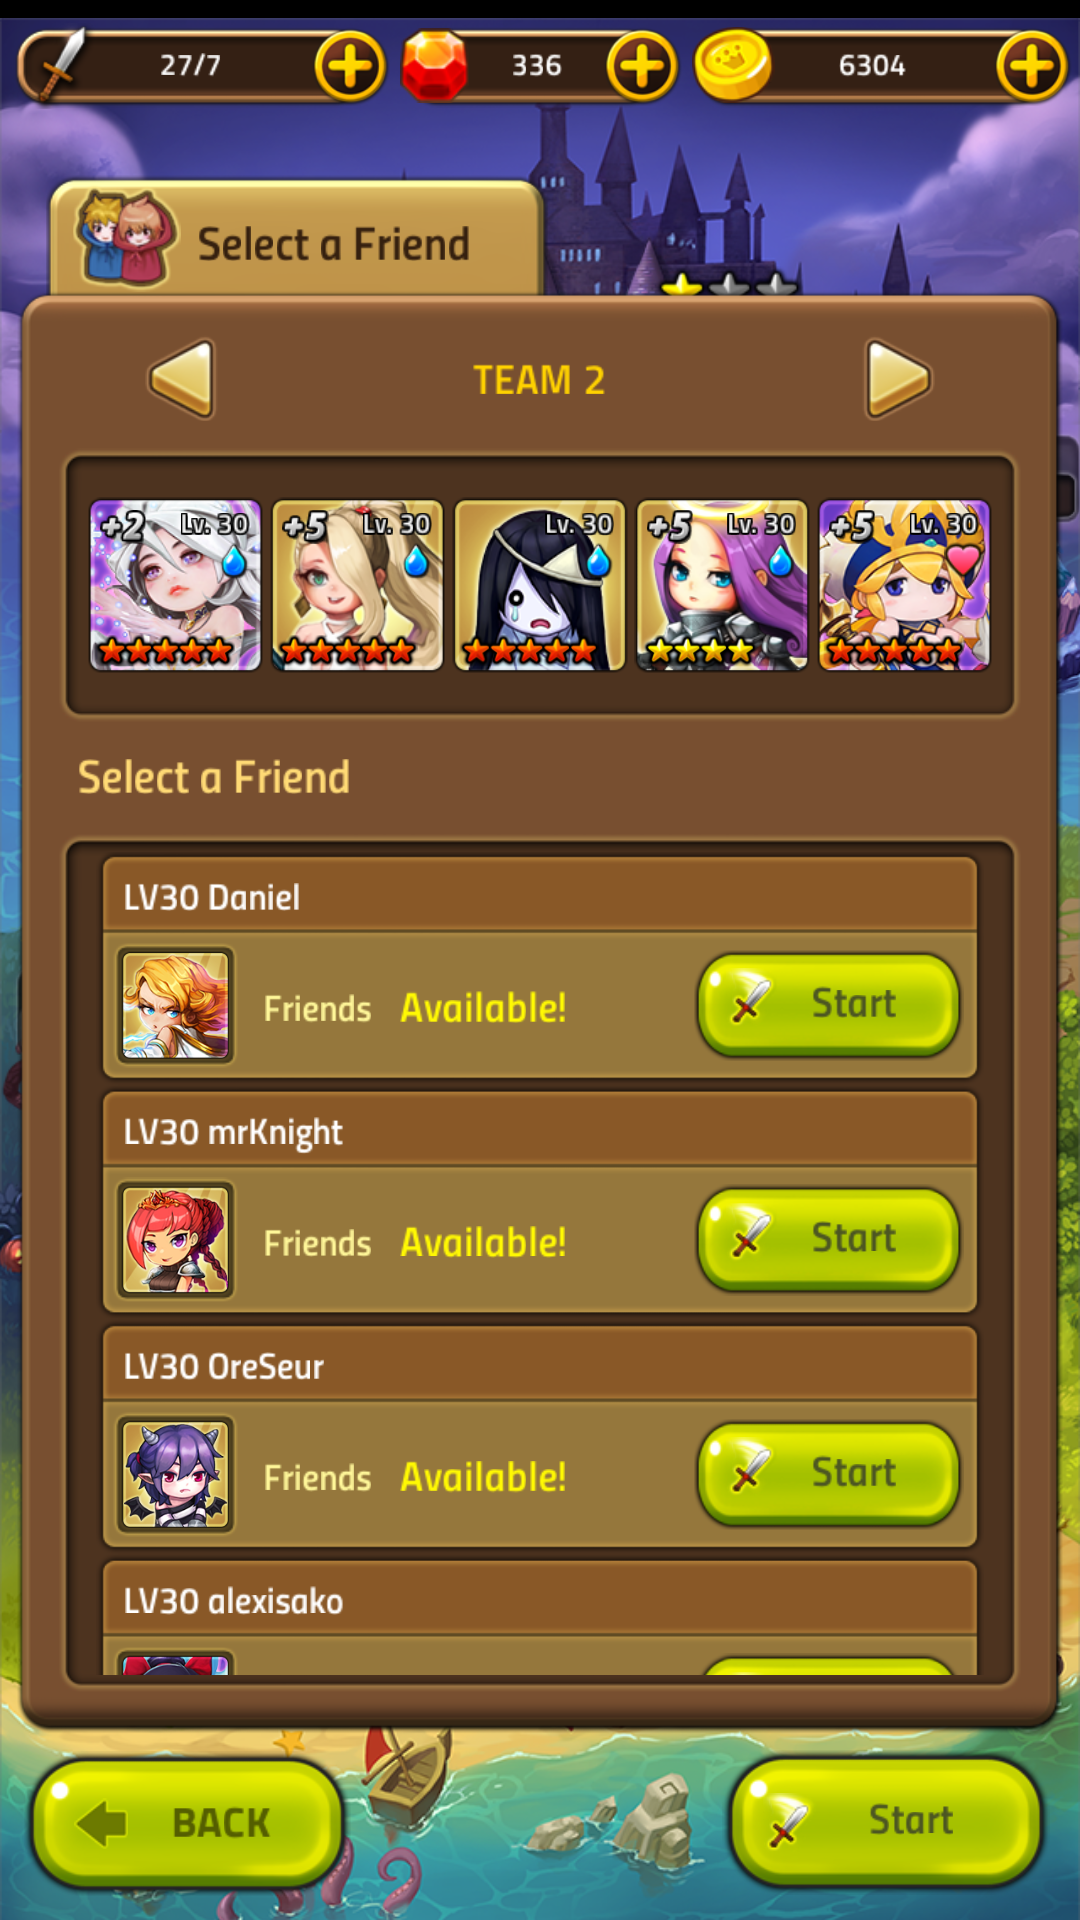 27/7
336
6304
Select a Friend
TEAM 2
+2 Lv. 30
+5 Lv. 30
Lv. 30
+5 Lv. 30
+5 Lv. 30
Select a Friend
LV30 Daniel
Friends Available! Start
LV30 mrKnight
Friends Available! Start
LV30 OreSeur
Friends Available! Start
LV30 alexisako
BACK
Start